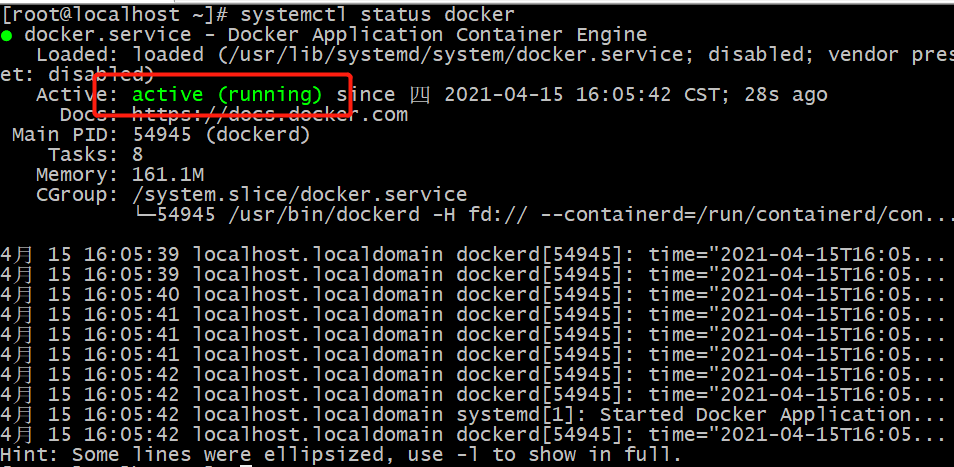 [root@localhost ~]# systemctl status docker
● docker.service - Docker Application Container Engine
   Loaded: loaded (/usr/lib/systemd/system/docker.service; disabled; vendor pres
et: disabled)
   Active: active (running) since 四 2021-04-15 16:05:42 CST; 28s ago
     Docs: https://docs.docker.com
 Main PID: 54945 (dockerd)
    Tasks: 8
   Memory: 161.1M
   CGroup: /system.slice/docker.service
           └─54945 /usr/bin/dockerd -H fd:// --containerd=/run/containerd/con...
4月 15 16:05:39 localhost.localdomain dockerd[54945]: time="2021-04-15T16:05...
4月 15 16:05:39 localhost.localdomain dockerd[54945]: time="2021-04-15T16:05...
4月 15 16:05:40 localhost.localdomain dockerd[54945]: time="2021-04-15T16:05...
4月 15 16:05:41 localhost.localdomain dockerd[54945]: time="2021-04-15T16:05...
4月 15 16:05:41 localhost.localdomain dockerd[54945]: time="2021-04-15T16:05...
4月 15 16:05:41 localhost.localdomain dockerd[54945]: time="2021-04-15T16:05...
4月 15 16:05:42 localhost.localdomain dockerd[54945]: time="2021-04-15T16:05...
4月 15 16:05:42 localhost.localdomain dockerd[54945]: time="2021-04-15T16:05...
4月 15 16:05:42 localhost.localdomain systemd[1]: Started Docker Application...
4月 15 16:05:42 localhost.localdomain dockerd[54945]: time="2021-04-15T16:05...
Hint: Some lines were ellipsized, use -l to show in full.